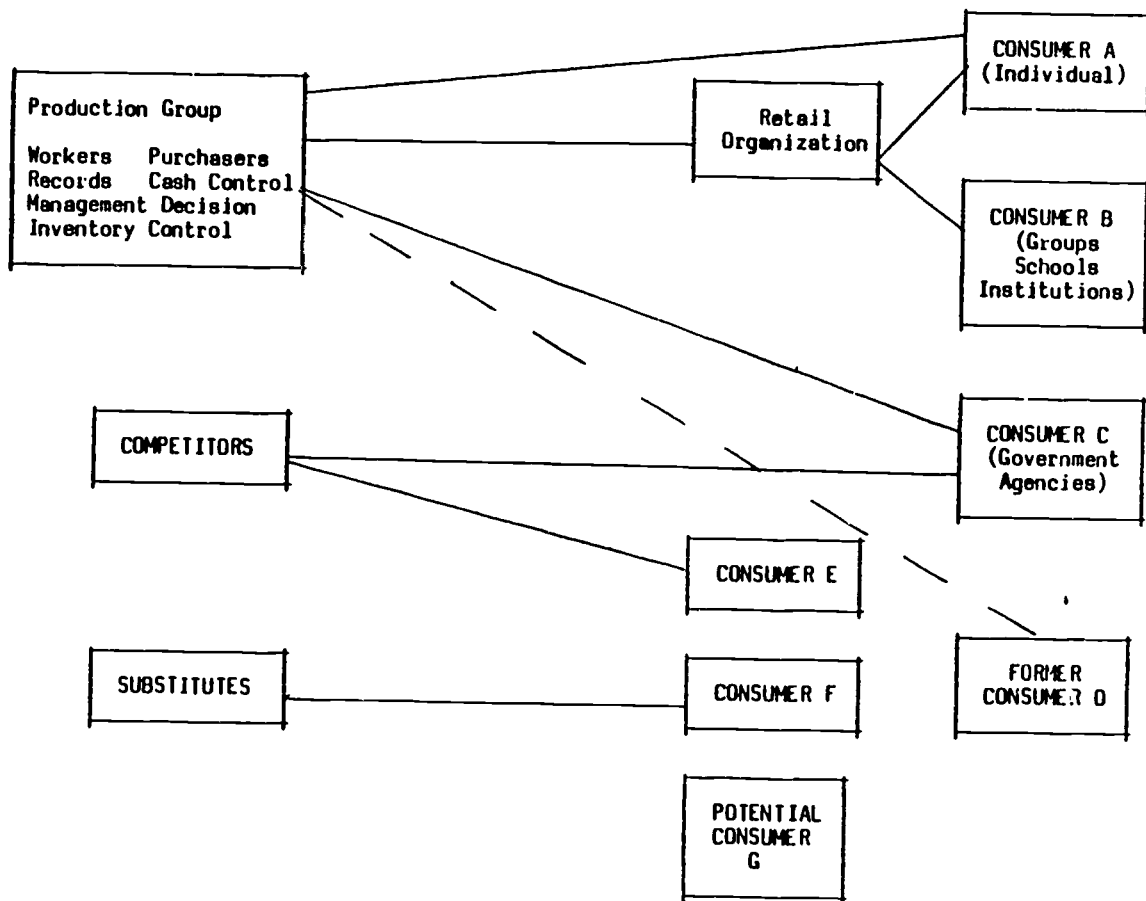 Production Group
Workers Purchasers
Records Cash Control
Management Decision
Inventory Control
Retail
Organization
CONSUMER A
(Individual)
CONSUMER B
(Groups
Schools
Institutions)
COMPETITORS
CONSUMER C
(Government
Agencies)
CONSUMER E
SUBSTITUTES
CONSUMER F
FORMER
CONSUMER D
POTENTIAL
CONSUMER
G